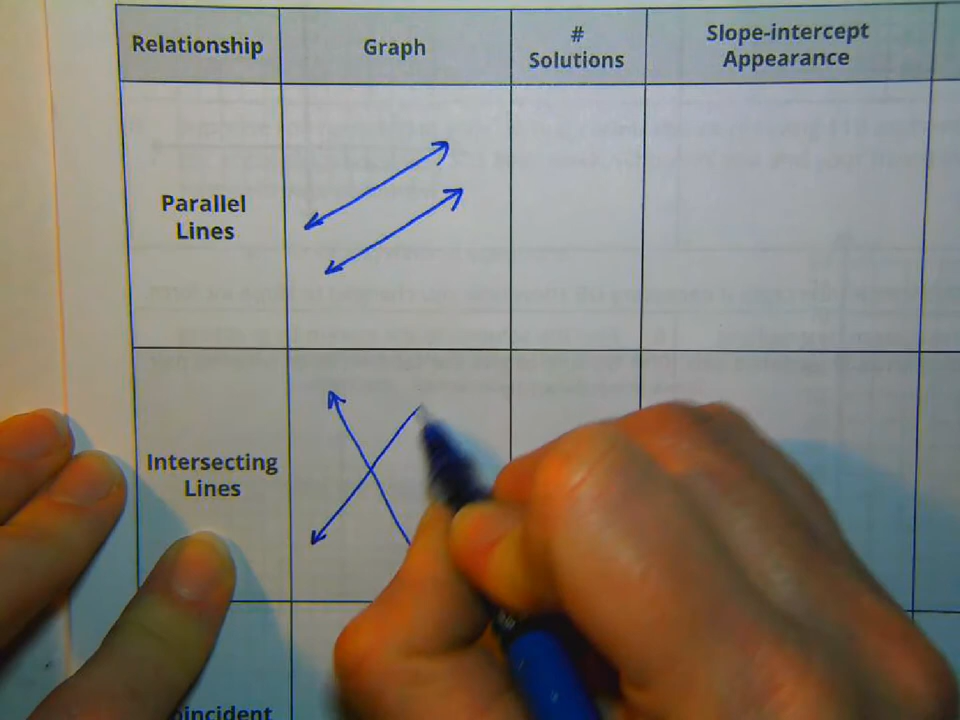 Relationship
Graph
#
Solutions
Slope-intercept
Appearance
Parallel
Lines
Intersecting
Lines